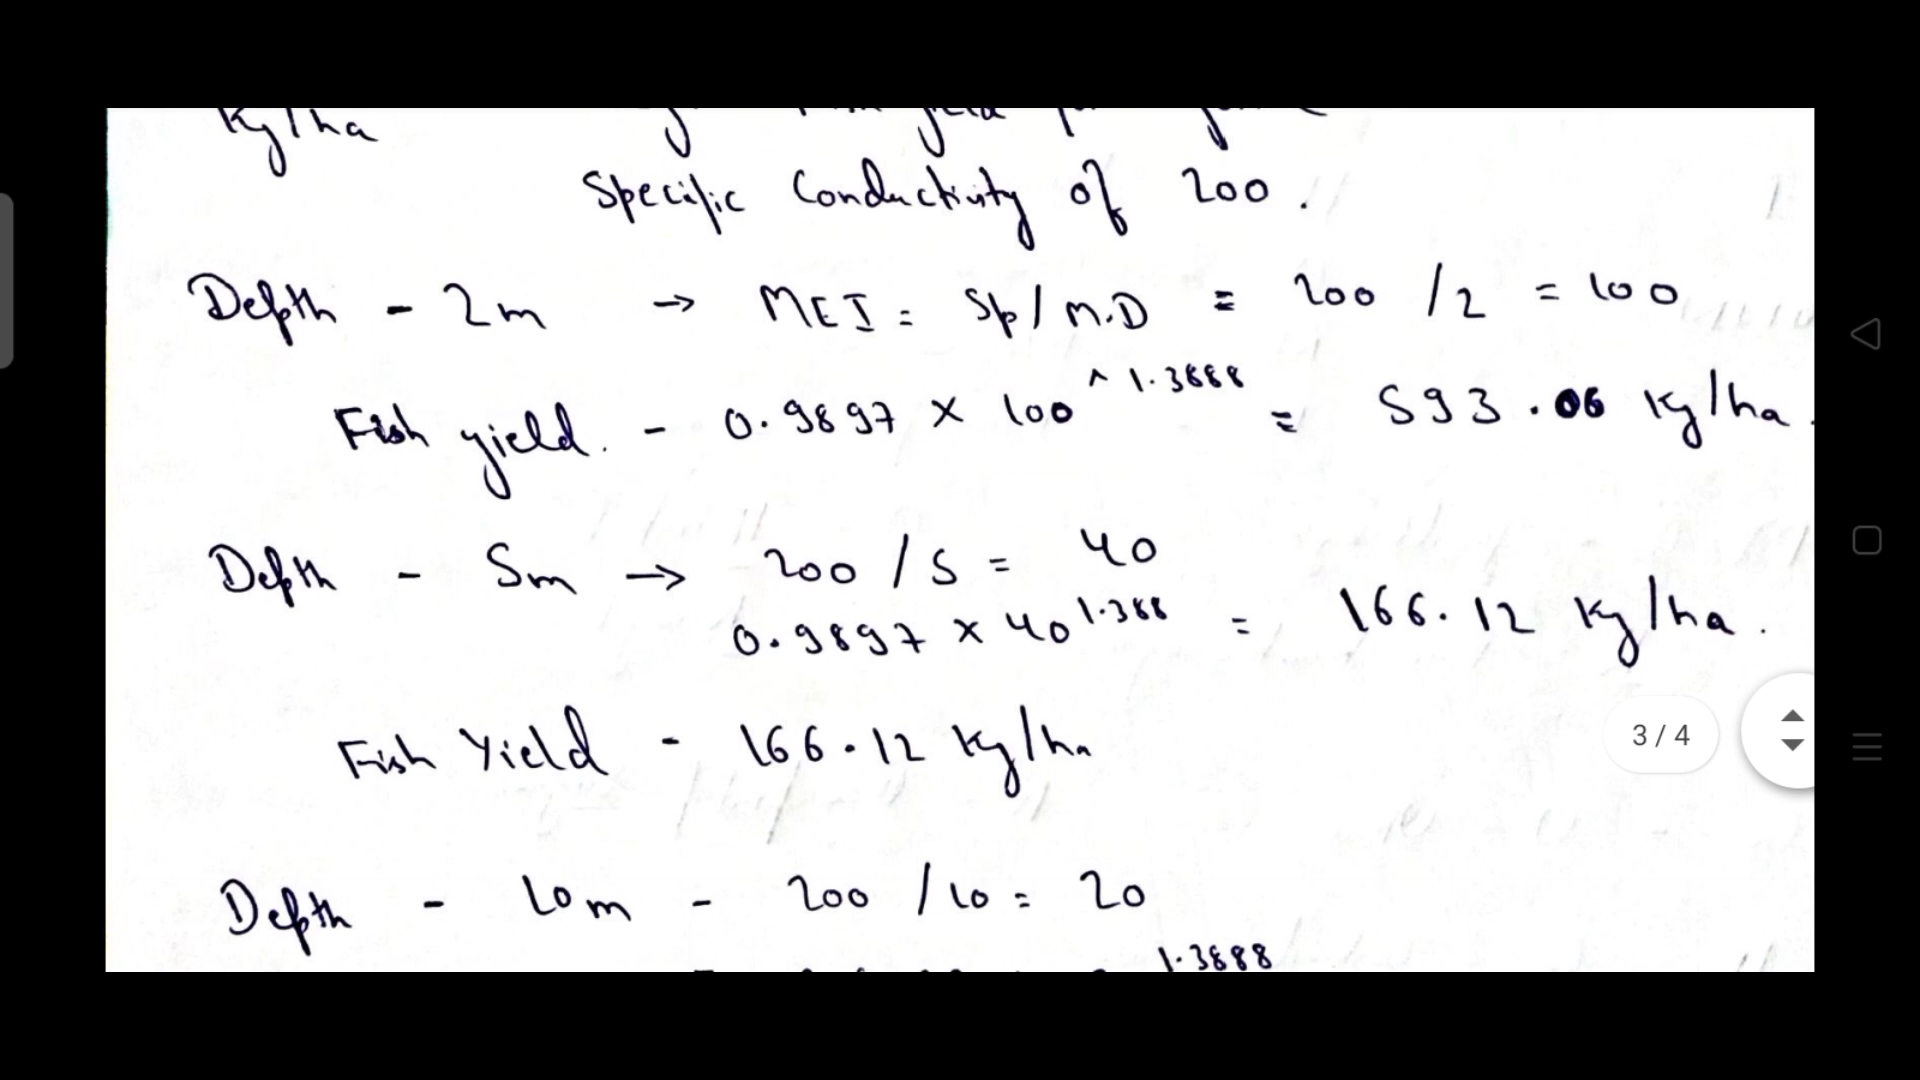 Kg/ha
Specific Conductivity of 200.
Depth - 2m → MEI = Sp/M.D = 200 / 2 = 100
Fish yield. - 0.9897 × 100 ^ 1.3888 = 593.06 Kg/ha.
Depth - 5m → 200 / 5 = 40
0.9897 × 40 1.388 = 166.12 Kg/ha.
Fish Yield - 166.12 Kg/ha
3 / 4
Depth - 10m - 200 / 10 = 20
1.3888